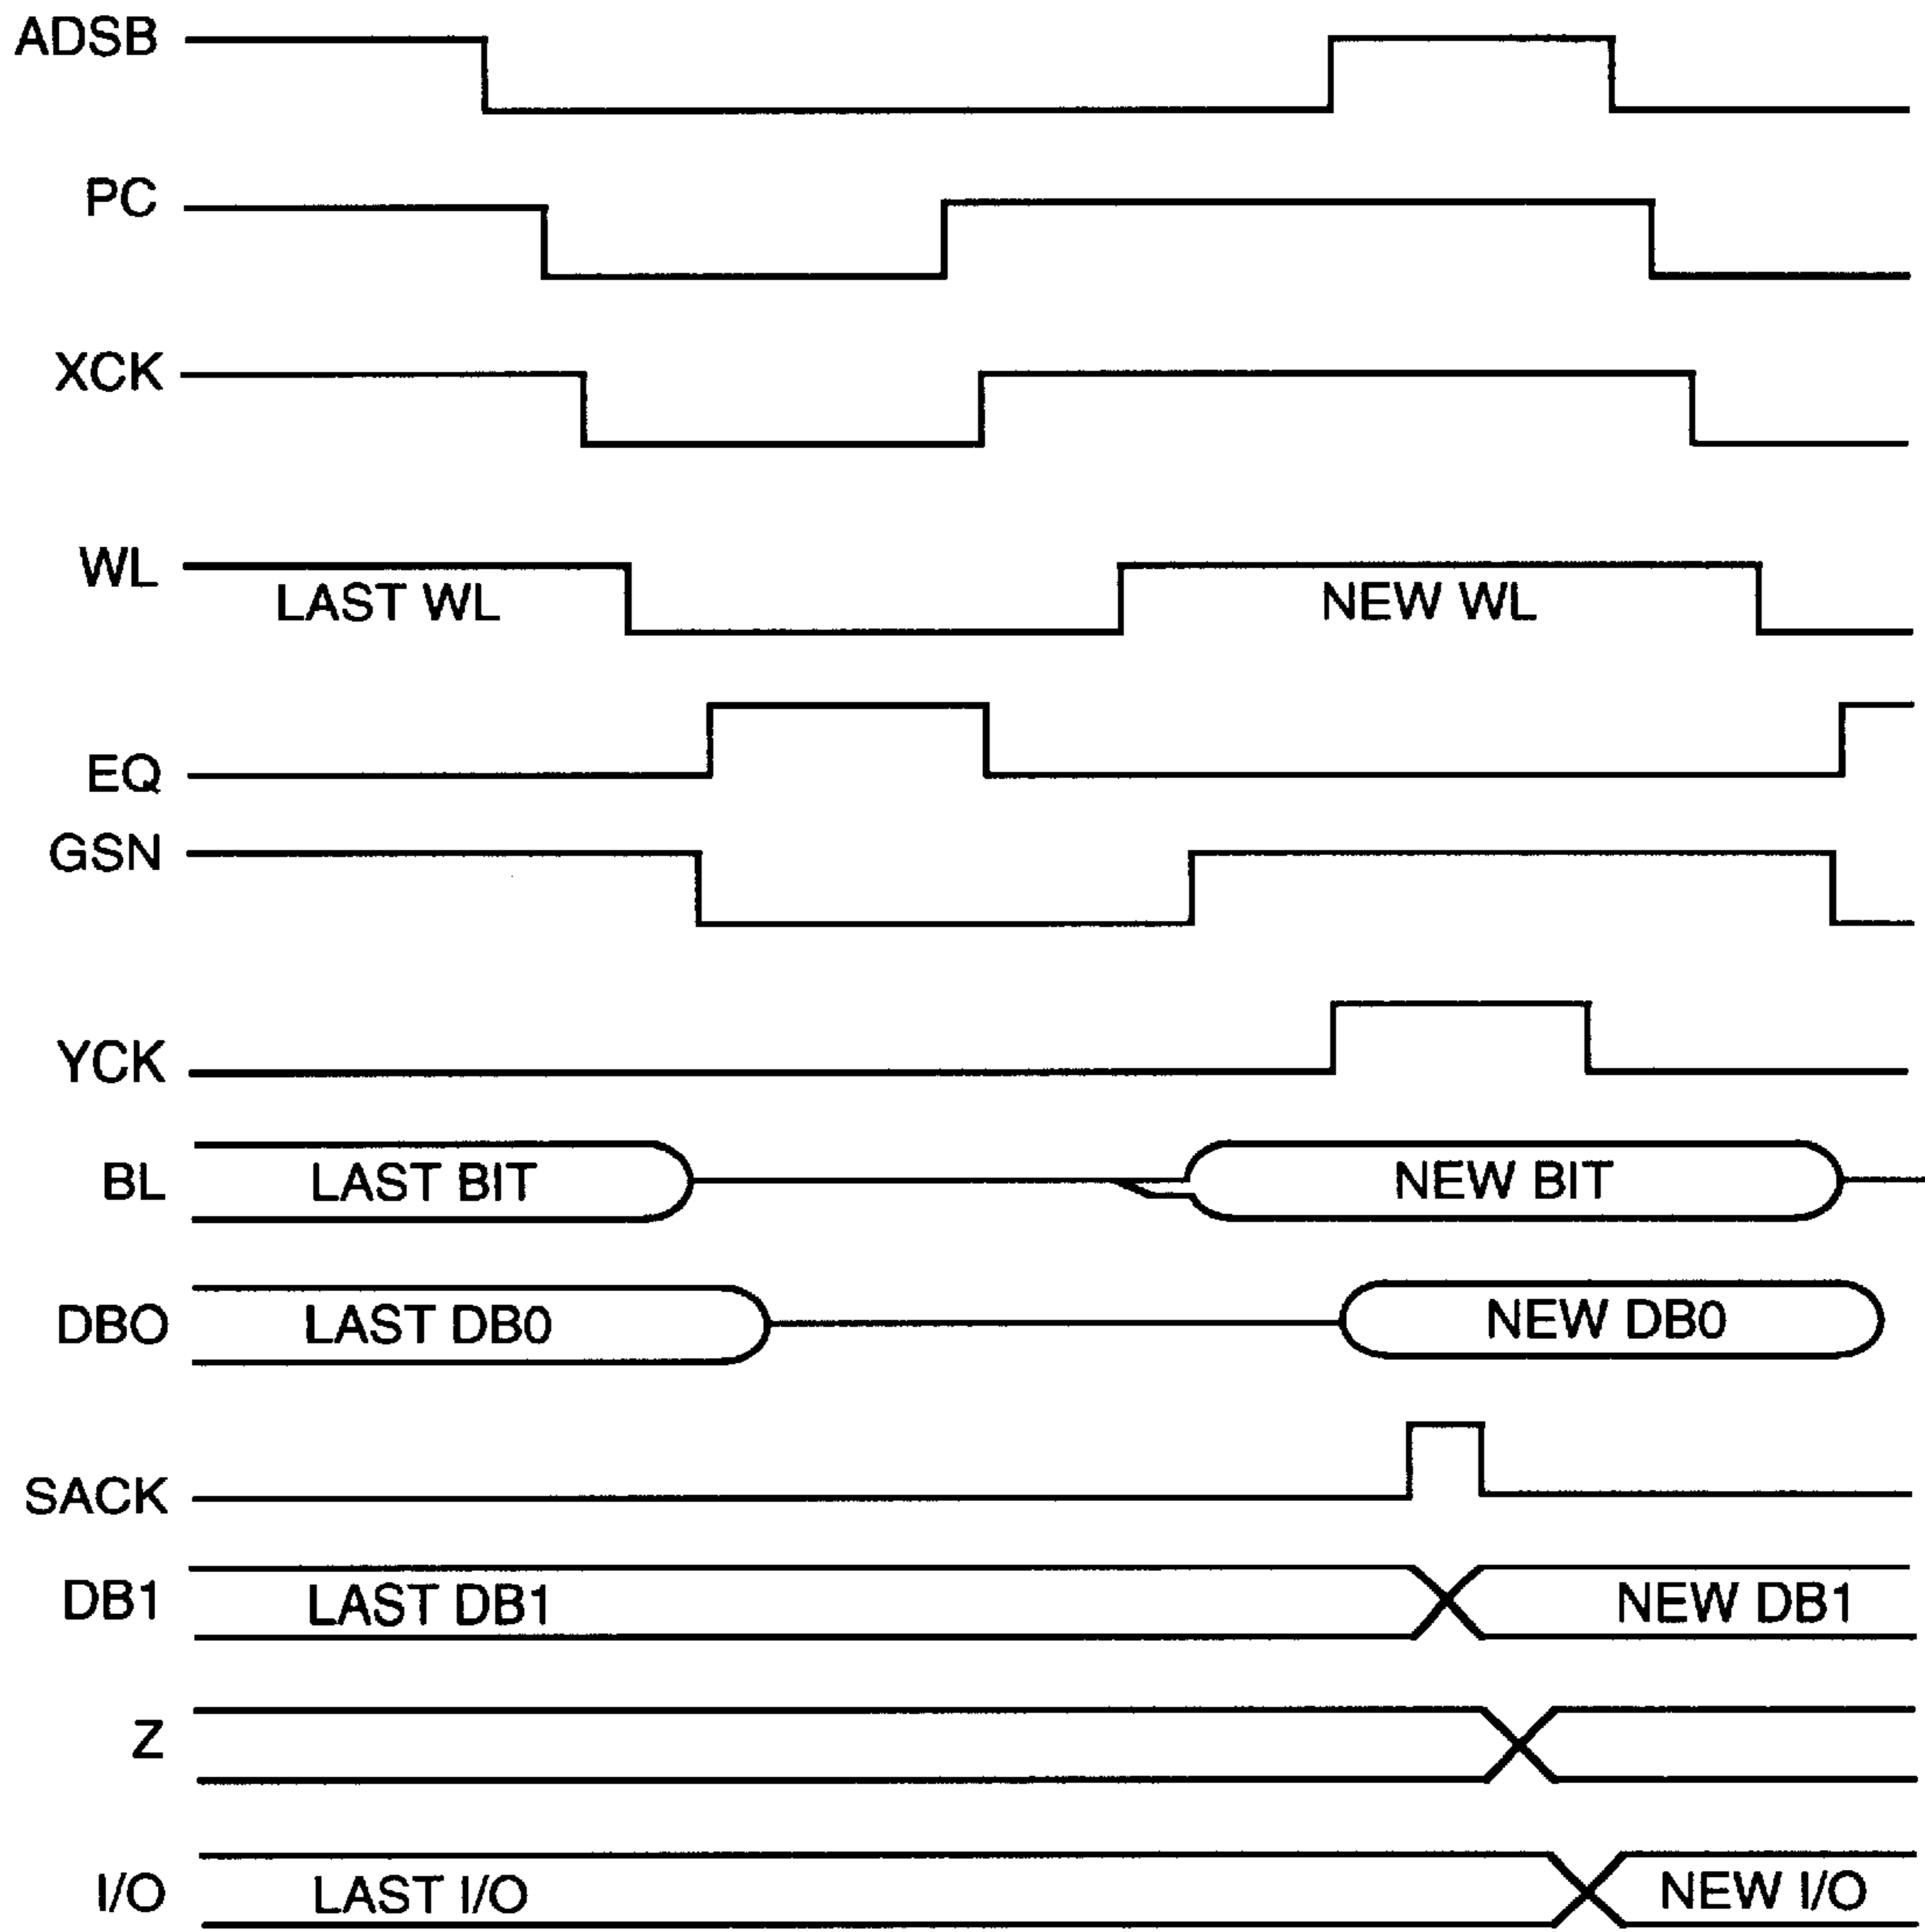 ADSB
PC
XCK
WL
LAST WL
NEW WL
EQ
GSN
YCK
BL
LAST BIT
NEW BIT
DBO
LAST DB0
NEW DB0
SACK
DB1
LAST DB1
NEW DB1
Z
I/O
LAST I/O
NEW I/O